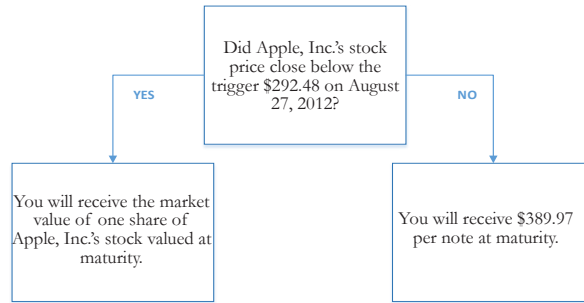 Did Apple, Inc.'s stock
price close below the
trigger $292.48 on August
27, 2012?
YES
NO
You will receive the market
value of one share of
Apple, Inc.'s stock valued at
maturity.
You will receive $389.97
per note at maturity.